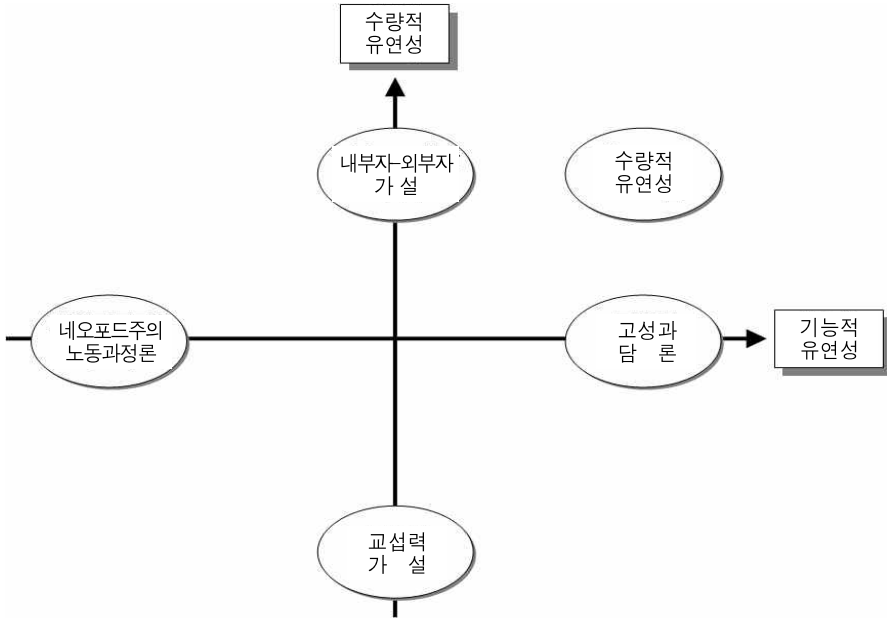 수량적
유연성
내부자-외부자
가 설
수량적
유연성
네오포드주의
노동과정론
고성과
담 론
기능적
유연성
교섭력
가 설